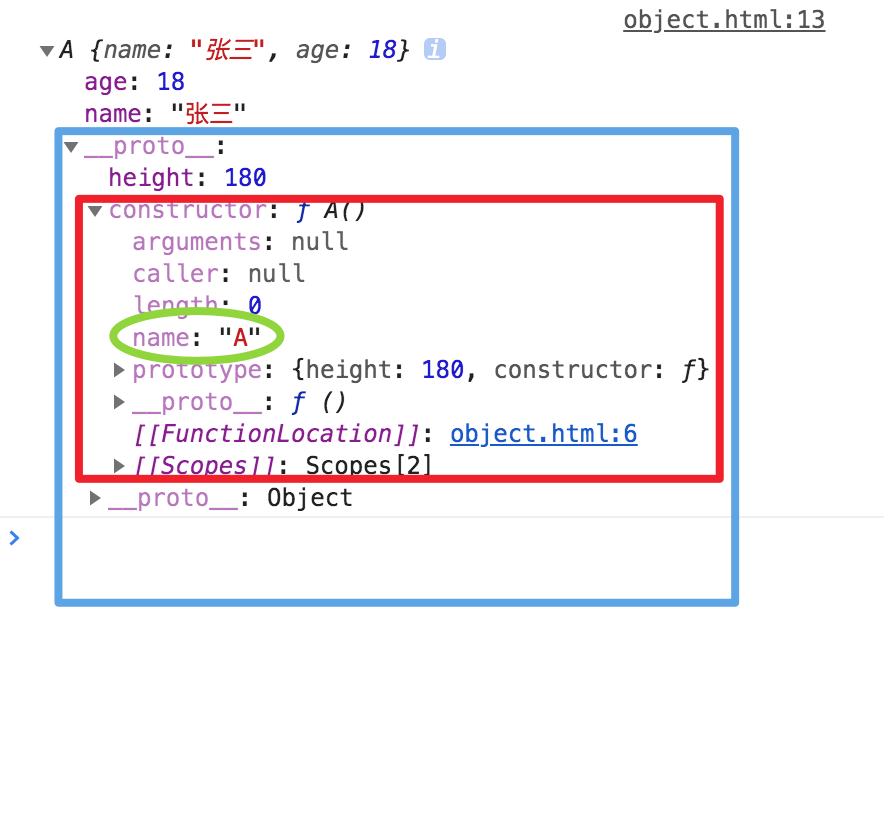 object.html:13
A {name: "张三", age: 18} i
age: 18
name: "张三"
__proto__:
height: 180
constructor: ƒ A()
arguments: null
caller: null
length: 0
name: "A"
prototype: {height: 180, constructor: ƒ}
__proto__: ƒ ()
[[FunctionLocation]]: object.html:6
[[Scopes]]: Scopes[2]
__proto__: Object